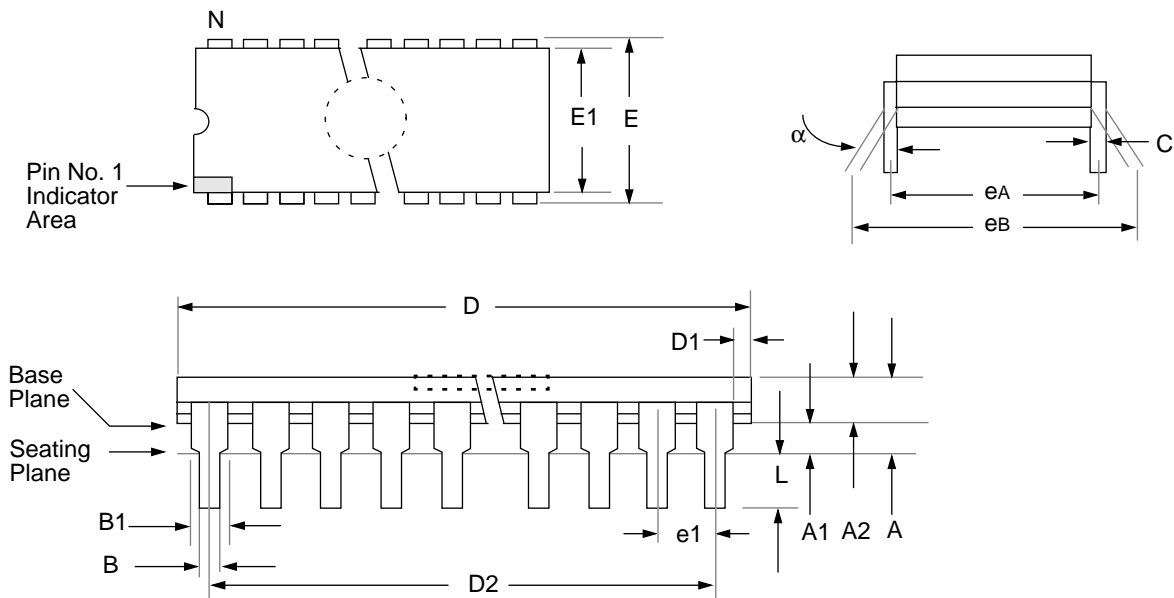 N
E1
E
α
C
eA
eB
Pin No. 1
Indicator
Area
D
D1
Base
Plane
Seating
Plane
L
B1
A1
A2
A
e1
B
D2